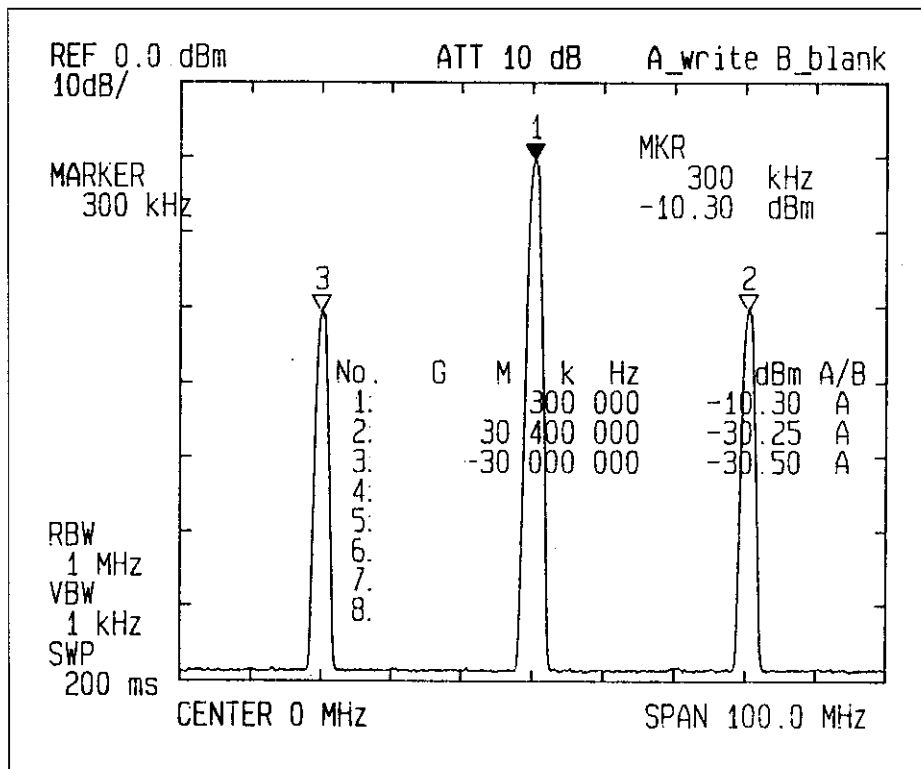 REF 0.0 dBm ATT 10 dB A_write B_blank
10dB/
1
MKR
300 kHz
-10.30 dBm
MARKER
300 kHz
3
2
No. G M k Hz dBm A/B
1: 300 000 -10.30 A
2: 30 400 000 -30.25 A
3: -30 000 000 -30.50 A
4:
5:
6.
7.
8.
RBW
1 MHz
VBW
1 kHz
SWP
200 ms
CENTER 0 MHz SPAN 100.0 MHz